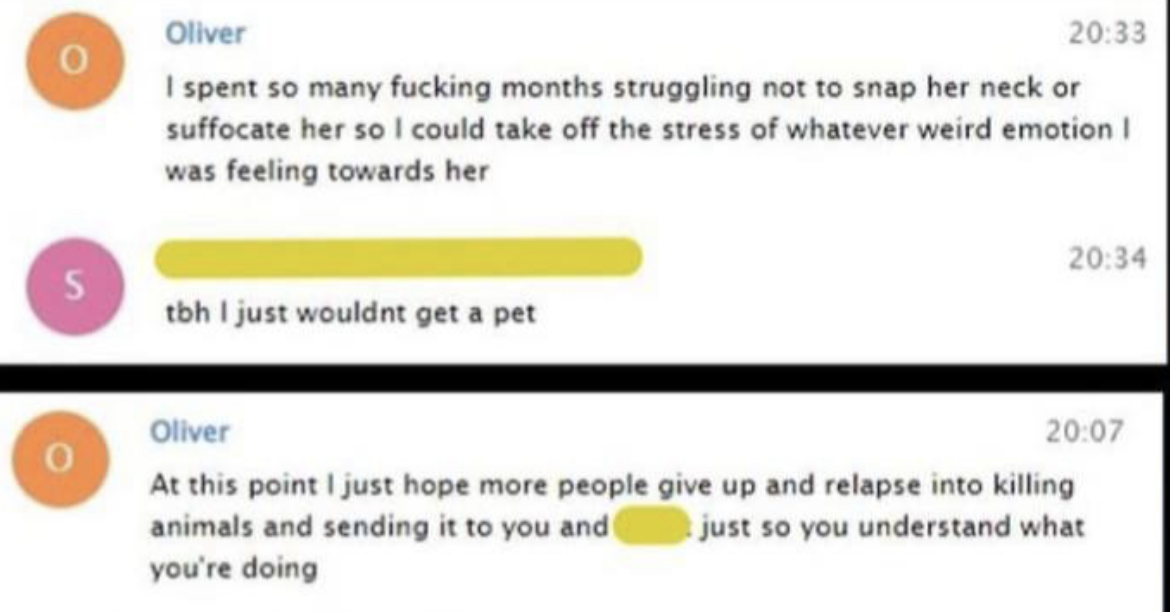 O
Oliver
20:33
I spent so many fucking months struggling not to snap her neck or
suffocate her so I could take off the stress of whatever weird emotion I
was feeling towards her
S
20:34
tbh I just wouldnt get a pet
O
Oliver
20:07
At this point I just hope more people give up and relapse into killing
animals and sending it to you and just so you understand what
you're doing